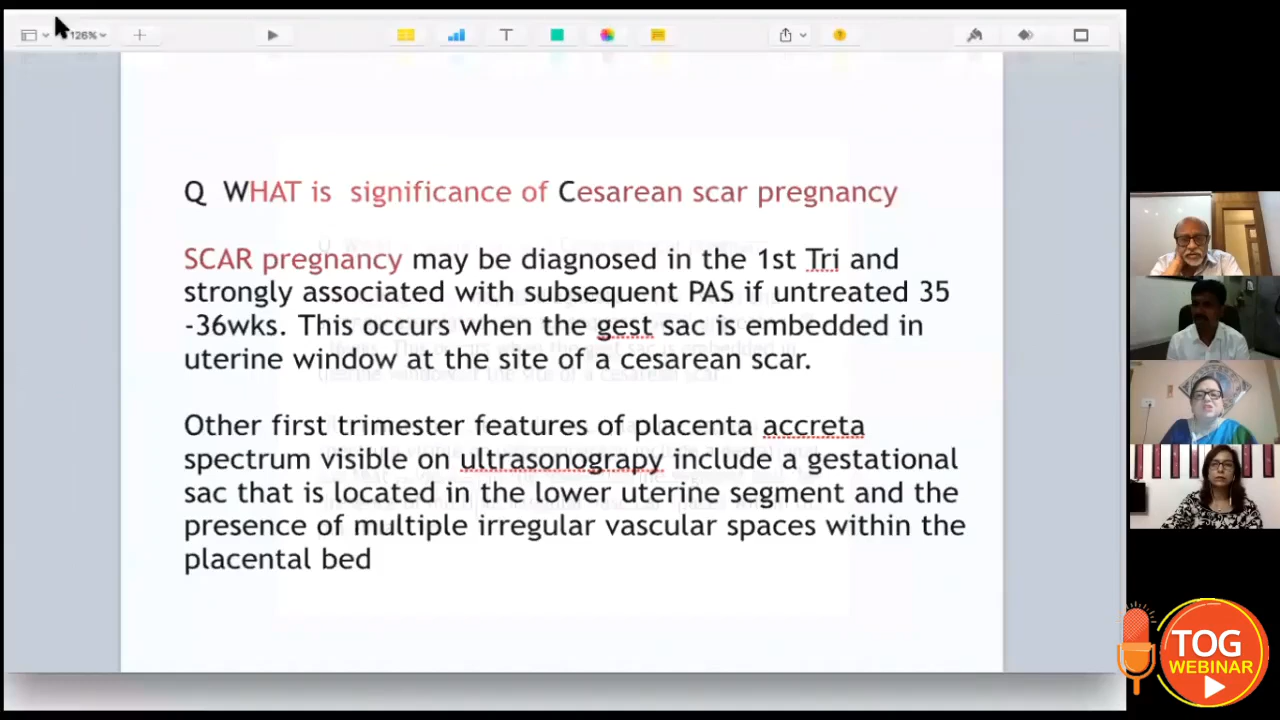 126%
Q WHAT is significance of Cesarean scar pregnancy
SCAR pregnancy may be diagnosed in the 1st Tri and
strongly associated with subsequent PAS if untreated 35
-36wks. This occurs when the gest sac is embedded in
uterine window at the site of a cesarean scar.
Other first trimester features of placenta accreta
spectrum visible on ultrasonograpy include a gestational
sac that is located in the lower uterine segment and the
presence of multiple irregular vascular spaces within the
placental bed
TOG
WEBINAR